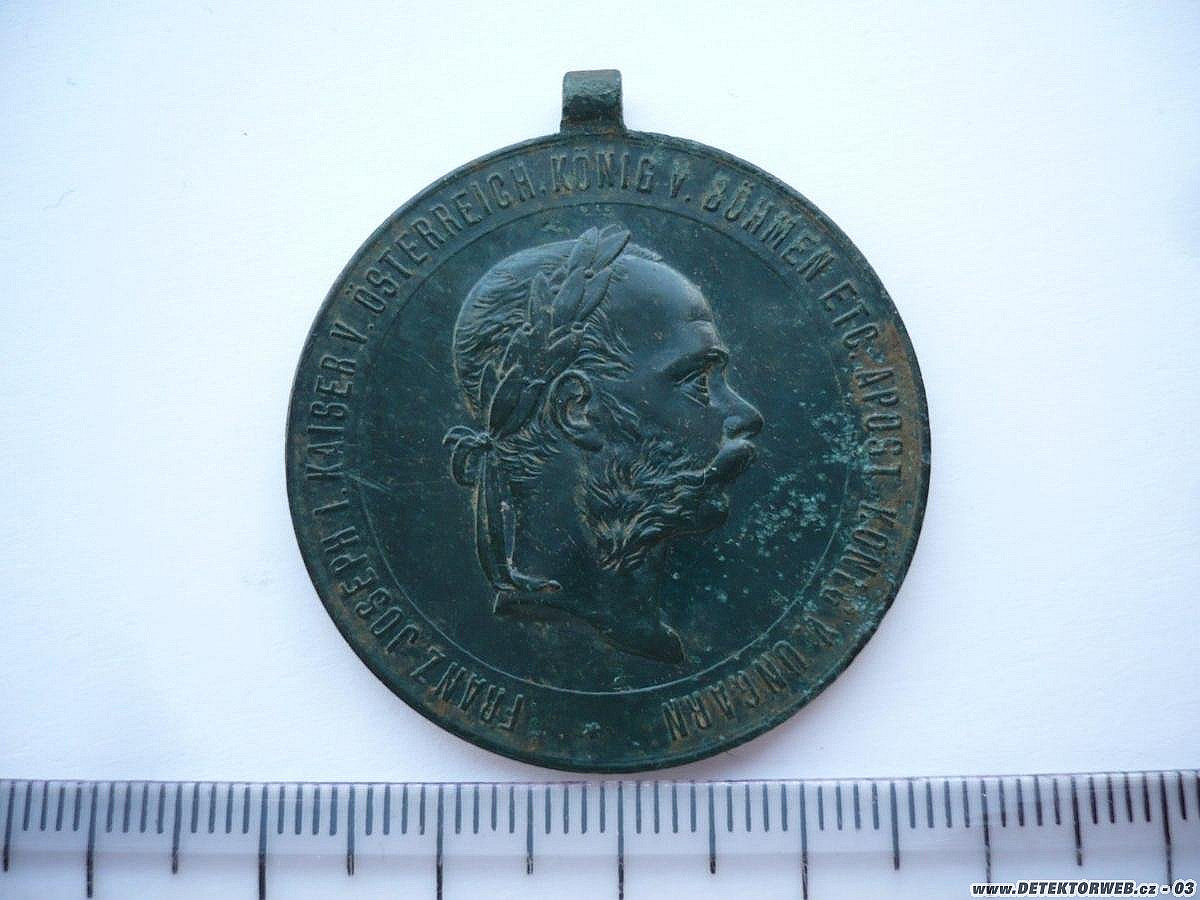 FRANZ JOSEPH I. KAISER V. ÖSTERREICH. KÖNIG V. BÖHMEN ETC. APOST. KÖNIG V. UNGARN
www.DETEKTORWEB.cz - 03